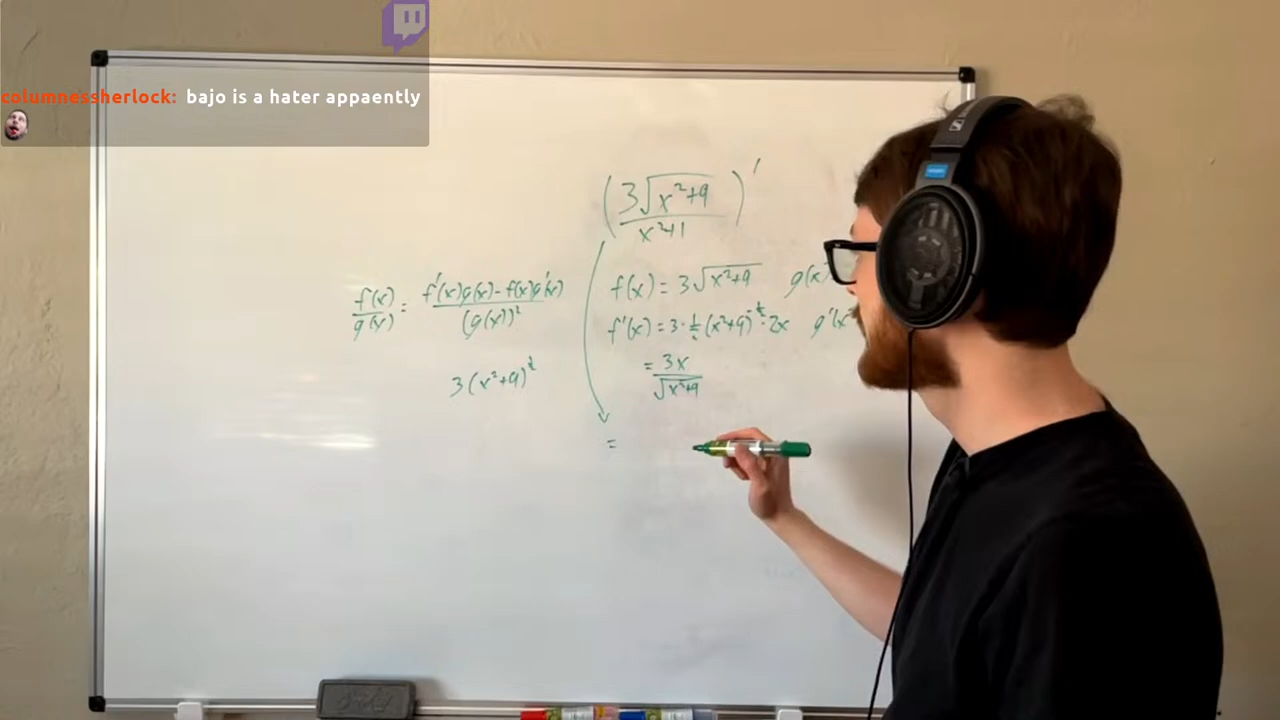 columnessherlock: bajo is a hater appaently
(3√x²+9 / x²+1)'
f(x)/g(x) = f'(x)g(x) - f(x)g'(x) / (g(x))²
f(x) = 3√x²+9 g(x)
f'(x) = 3·½(x²+9)^-½·2x g'(x
3(x²+9)^½
= 3x / √x²+9
=